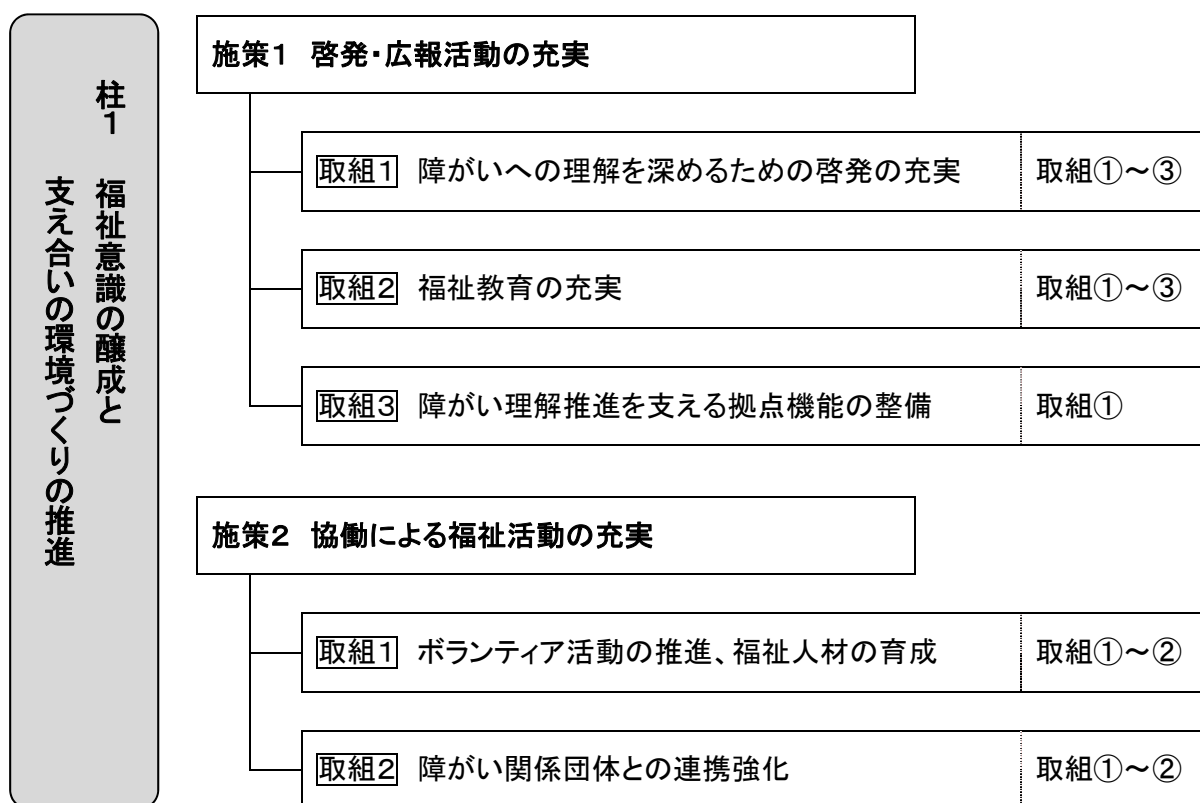 柱１　福祉意識の醸成と
支え合いの環境づくりの推進
施策１　啓発・広報活動の充実
取組１　障がいへの理解を深めるための啓発の充実　取組①～③
取組２　福祉教育の充実　取組①～③
取組３　障がい理解推進を支える拠点機能の整備　取組①
施策２　協働による福祉活動の充実
取組１　ボランティア活動の推進、福祉人材の育成　取組①～②
取組２　障がい関係団体との連携強化　取組①～②